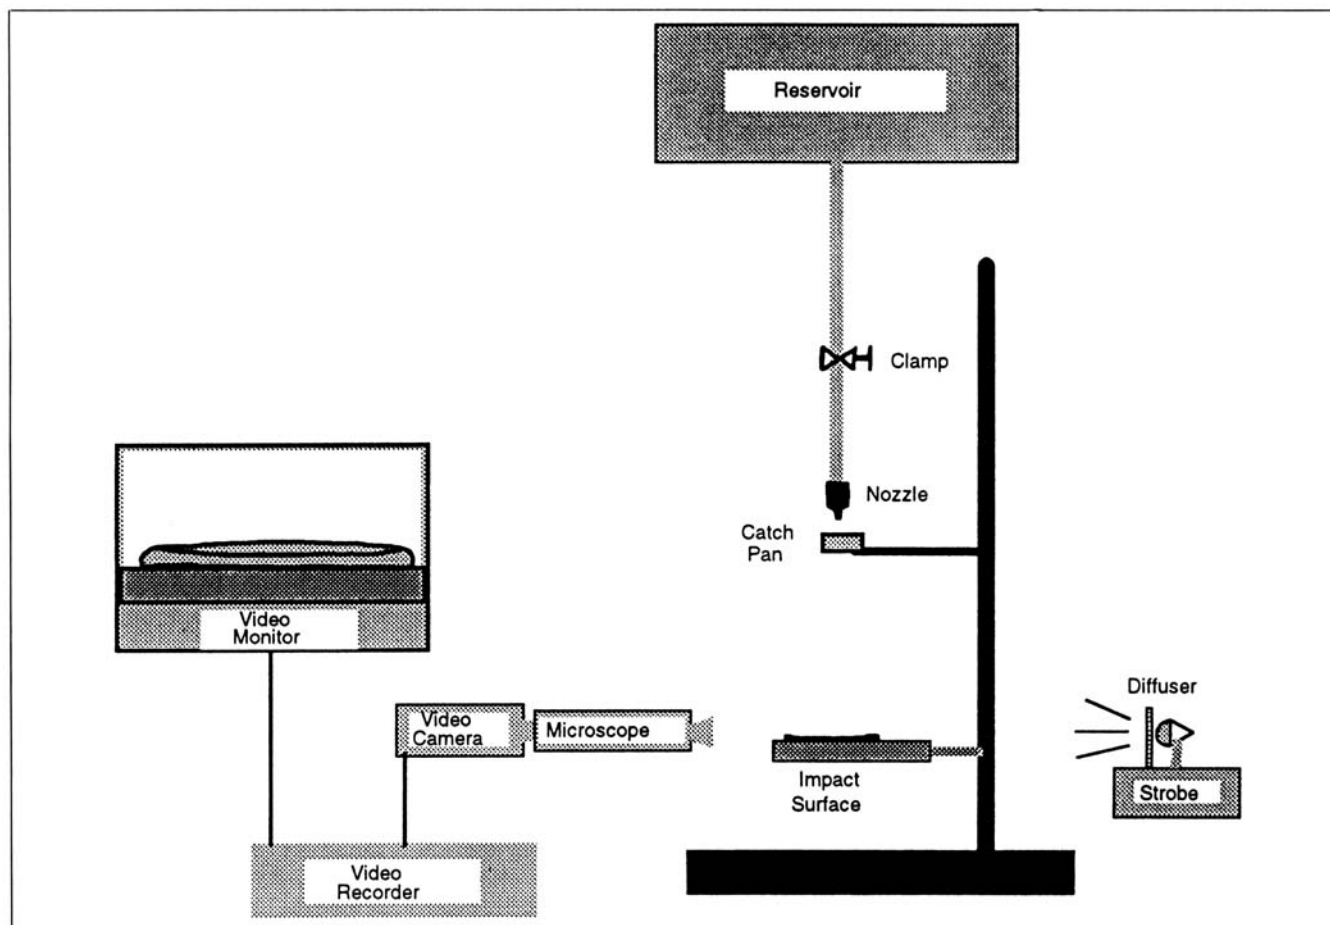 Reservoir
Clamp
Nozzle
Catch
Pan
Video
Monitor
Diffuser
Video
Camera
Microscope
Impact
Surface
Strobe
Video
Recorder